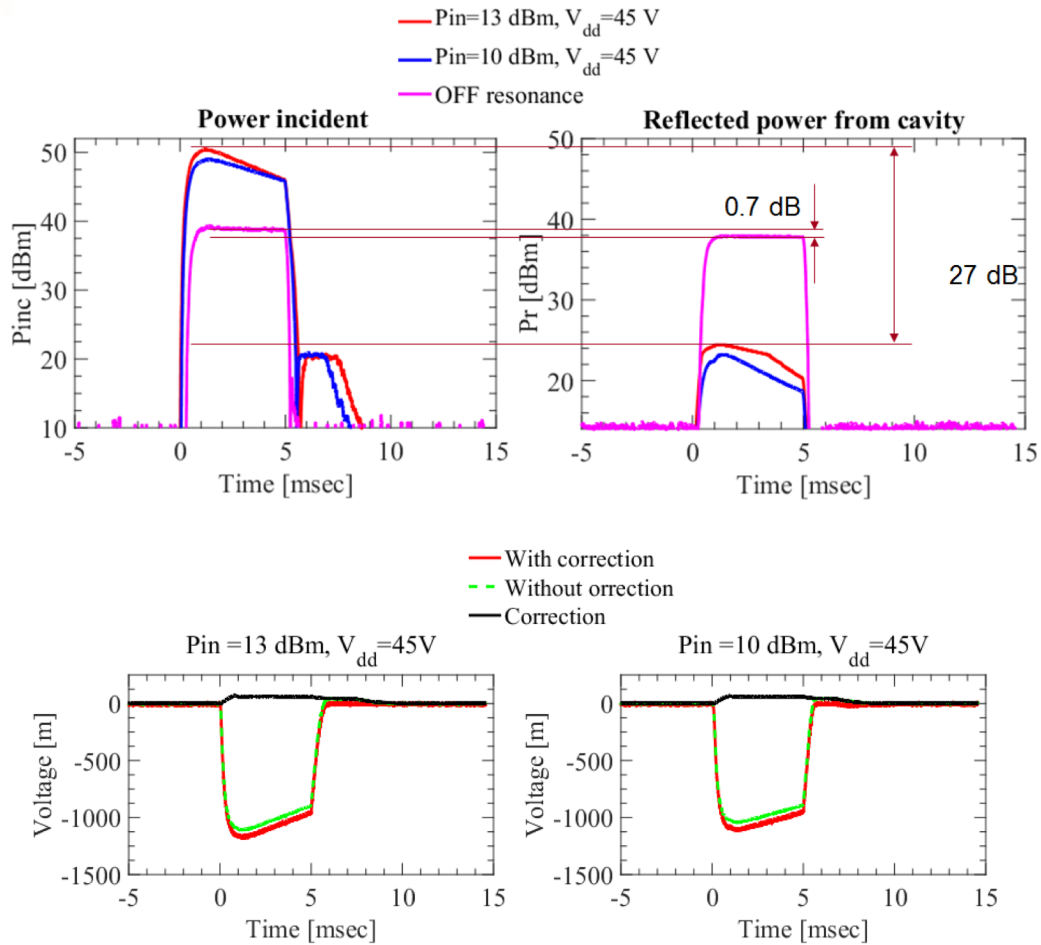 Pin=13 dBm, Vdd=45 V
Pin=10 dBm, Vdd=45 V
OFF resonance
Power incident
Reflected power from cavity
50
40
30
20
10
Pinc [dBm]
-5
0
5
10
15
Time [msec]
50
40
30
20
Pr [dBm]
0.7 dB
27 dB
-5
0
5
10
15
Time [msec]
With correction
Without orrection
Correction
Pin =13 dBm, Vdd=45V
Pin =10 dBm, Vdd=45V
0
-500
-1000
-1500
Voltage [m]
-5
0
5
10
15
Time [msec]
0
-500
-1000
-1500
Voltage [m]
-5
0
5
10
15
Time [msec]